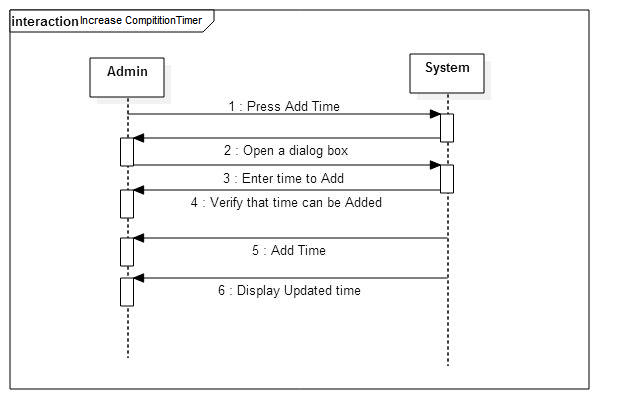 interaction Increase CompititionTimer
Admin
System
1 : Press Add Time
2 : Open a dialog box
3 : Enter time to Add
4 : Verify that time can be Added
5 : Add Time
6 : Display Updated time